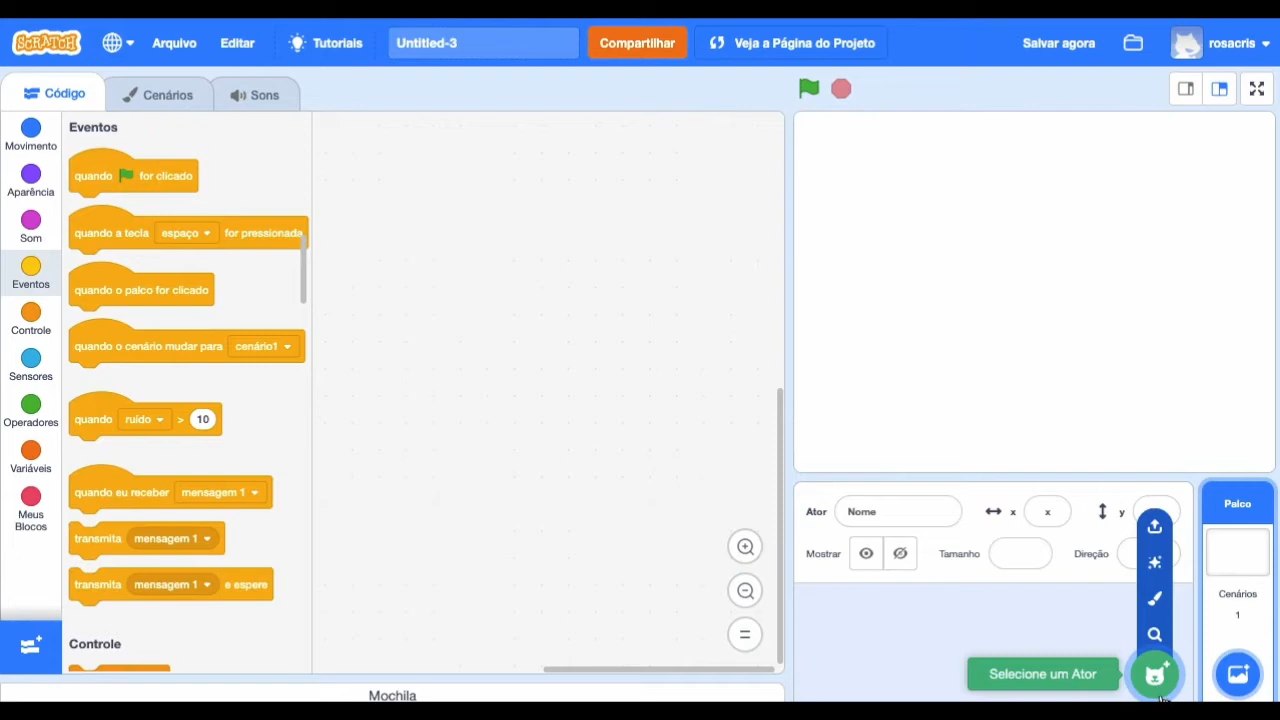 SCRATCH
Arquivo
Editar
Tutoriais
Untitled-3
Compartilhar
Veja a Página do Projeto
Salvar agora
rosacris
Código
Cenários
Sons
Movimento
Aparência
Som
Eventos
Controle
Sensores
Operadores
Variáveis
Meus
Blocos
Eventos
quando for clicado
quando a tecla espaço for pressionada
quando o palco for clicado
quando o cenário mudar para cenário1
quando ruído > 10
quando eu receber mensagem 1
transmita mensagem 1
transmita mensagem 1 e espere
Controle
Mochila
Ator Nome x x y
Mostrar Tamanho Direção
Selecione um Ator
Palco
Cenários
1